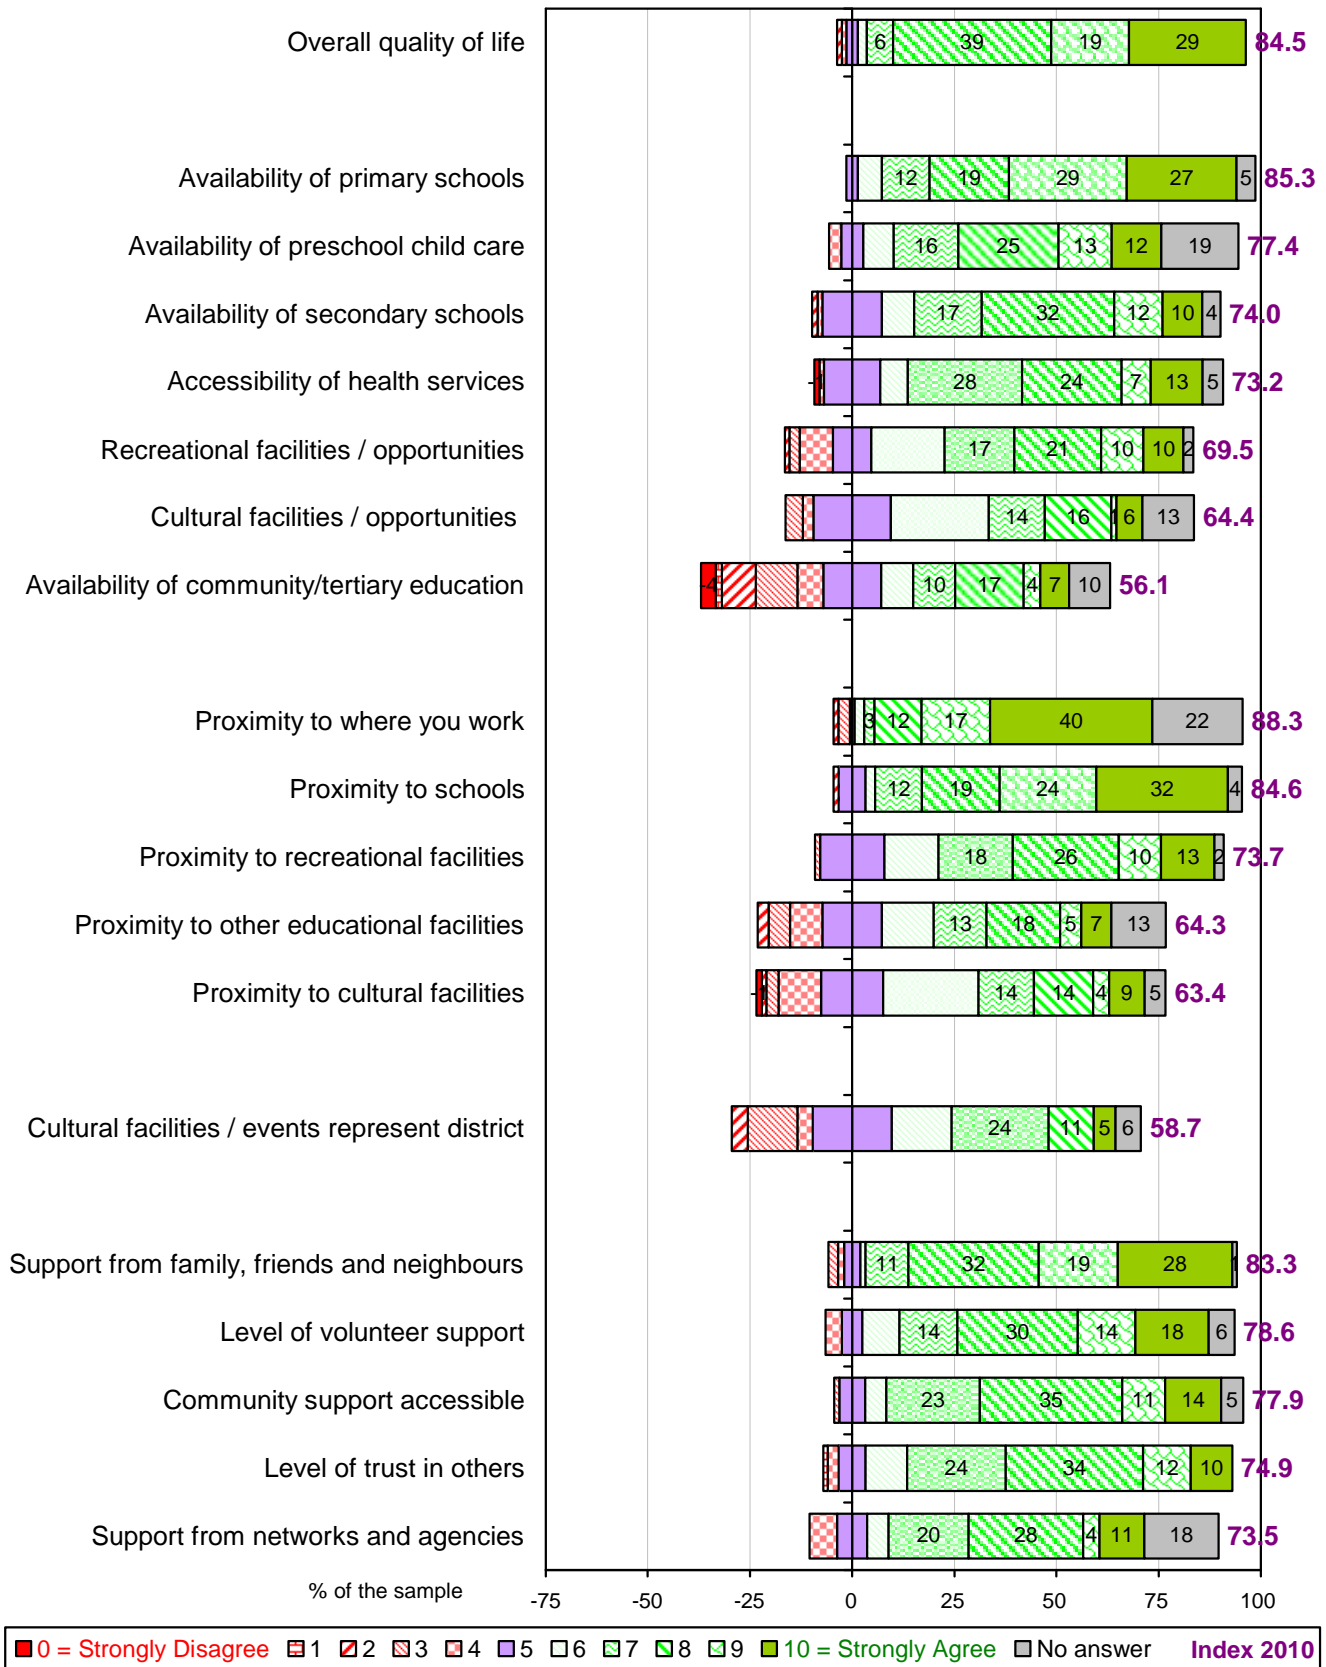 Overall quality of life 6 39 19 29 84.5
Availability of primary schools 12 19 29 27 5 85.3
Availability of preschool child care 16 25 13 12 19 77.4
Availability of secondary schools 17 32 12 10 4 74.0
Accessibility of health services -1 28 24 7 13 5 73.2
Recreational facilities / opportunities 17 21 10 10 2 69.5
Cultural facilities / opportunities 14 16 1 6 13 64.4
Availability of community/tertiary education -4 10 17 4 7 10 56.1
Proximity to where you work 3 12 17 40 22 88.3
Proximity to schools 12 19 24 32 4 84.6
Proximity to recreational facilities 18 26 10 13 2 73.7
Proximity to other educational facilities 13 18 5 7 13 64.3
Proximity to cultural facilities -1 14 14 4 9 5 63.4
Cultural facilities / events represent district 24 11 5 6 58.7
Support from family, friends and neighbours 11 32 19 28 1 83.3
Level of volunteer support 14 30 14 18 6 78.6
Community support accessible 23 35 11 14 5 77.9
Level of trust in others 24 34 12 10 74.9
Support from networks and agencies 20 28 4 11 18 73.5
% of the sample -75 -50 -25 0 25 50 75 100
0 = Strongly Disagree 1 2 3 4 5 6 7 8 9 10 = Strongly Agree No answer Index 2010